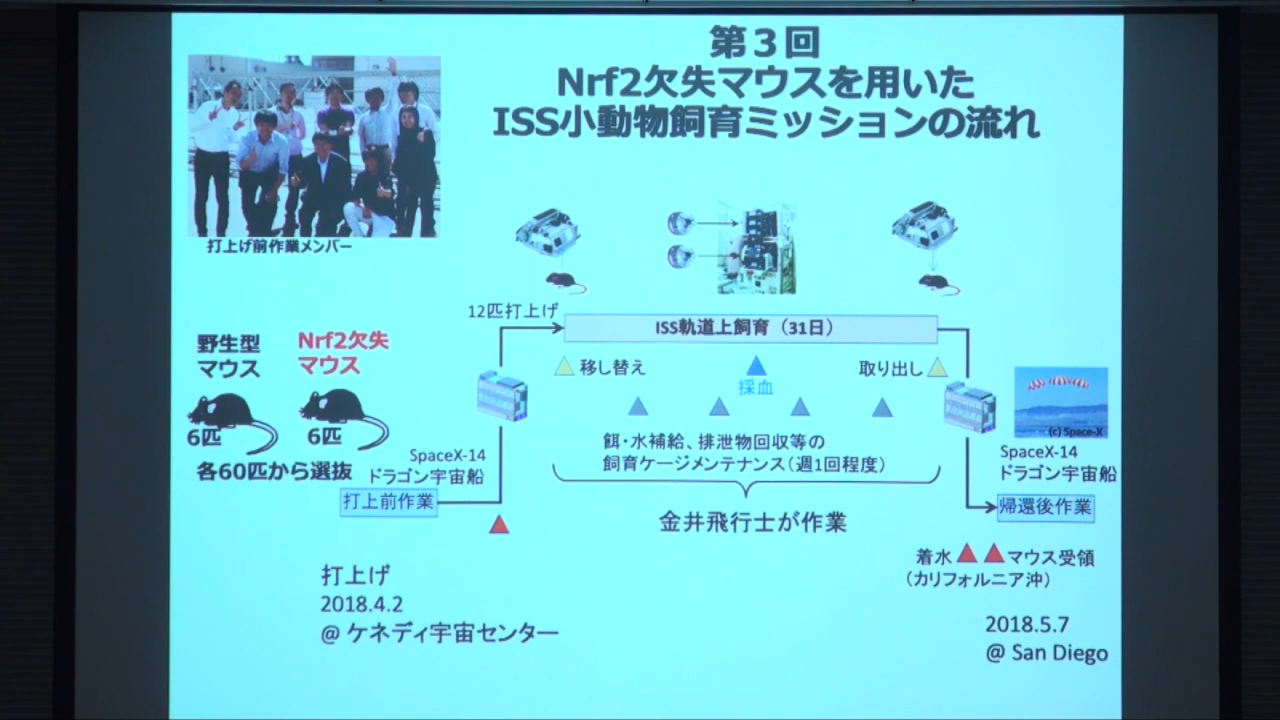 第3回
Nrf2欠失マウスを用いた
ISS小動物飼育ミッションの流れ
打上げ前作業メンバー
12匹打上げ
ISS軌道上飼育（31日）
野生型
マウス
Nrf2欠失
マウス
6匹
6匹
各60匹から選抜
移し替え
採血
取り出し
餌・水補給、排泄物回収等の
飼育ケージメンテナンス（週1回程度）
金井飛行士が作業
SpaceX-14
ドラゴン宇宙船
打上前作業
打上げ
2018.4.2
@ ケネディ宇宙センター
(c) Space-X
SpaceX-14
ドラゴン宇宙船
帰還後作業
着水
マウス受領
（カリフォルニア沖）
2018.5.7
@ San Diego